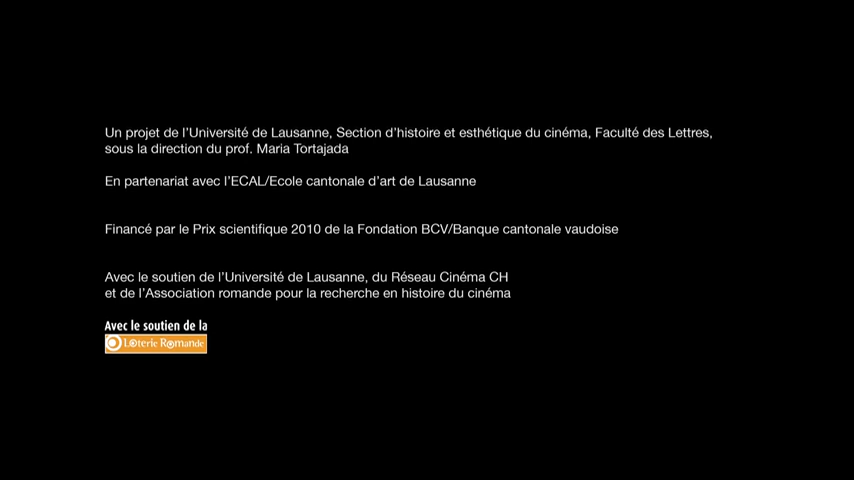 Un projet de l'Université de Lausanne, Section d'histoire et esthétique du cinéma, Faculté des Lettres,
sous la direction du prof. Maria Tortajada
En partenariat avec l'ECAL/Ecole cantonale d'art de Lausanne
Financé par le Prix scientifique 2010 de la Fondation BCV/Banque cantonale vaudoise
Avec le soutien de l'Université de Lausanne, du Réseau Cinéma CH
et de l'Association romande pour la recherche en histoire du cinéma
Avec le soutien de la
Loterie Romande